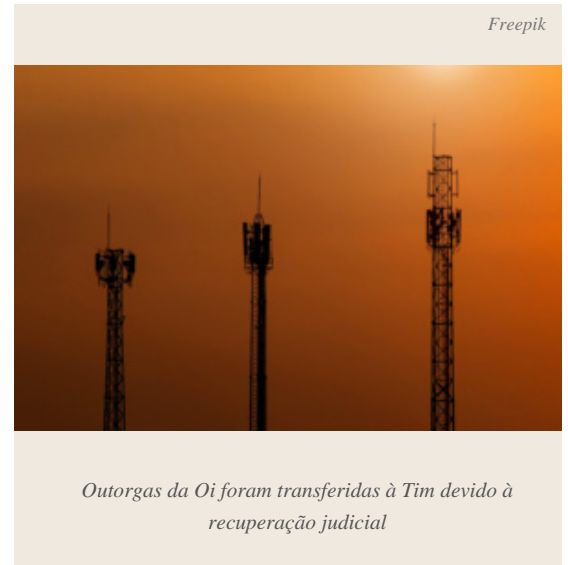 Freepik
Outorgas da Oi foram transferidas à Tim devido à
recuperação judicial